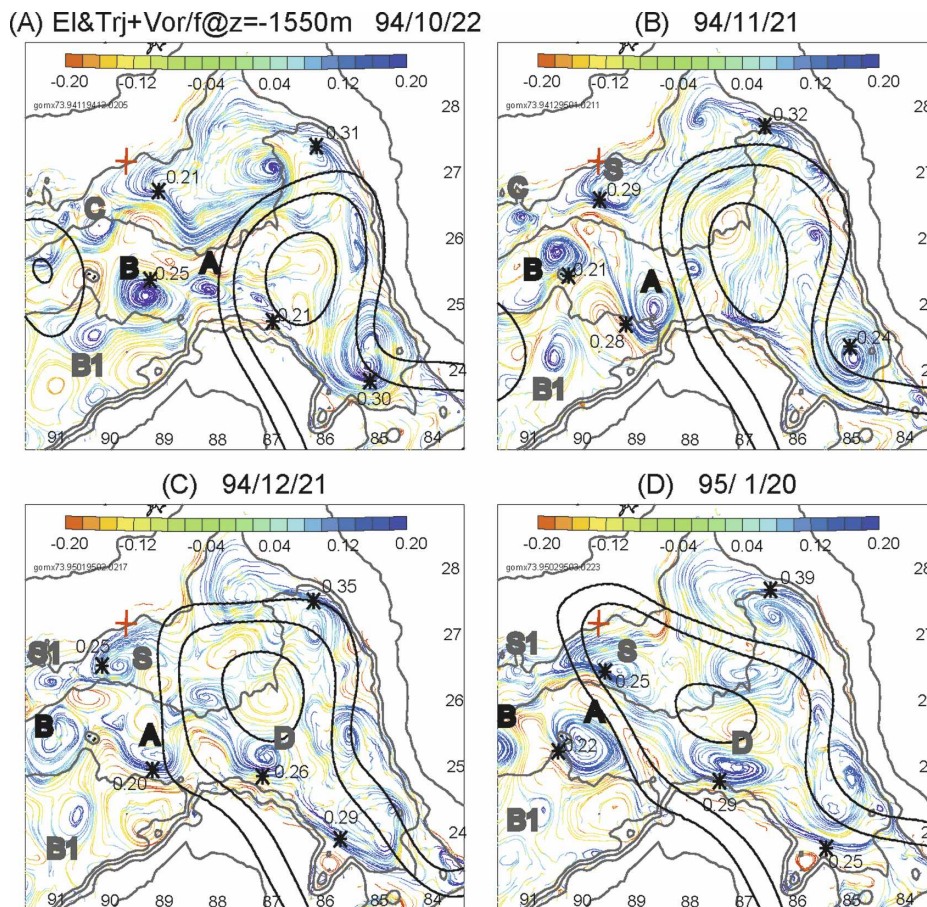 (A) El&Trj+Vor/f@z=-1550m 94/10/22
-0.20 -0.12 -0.04 0.04 0.12 0.20
gomx73.94119412.0205
28
27
26
25
24
0.31
0.21
C
B
0.25
A
0.21
B1
0.30
91 90 89 88 87 86 85 84
(B) 94/11/21
-0.20 -0.12 -0.04 0.04 0.12 0.20
gomx73.94129501.0211
28
27
0.32
S
C
0.29
B
0.21
A
0.28
0.24
B1
91 90 89 88 87 86 85 84
(C) 94/12/21
-0.20 -0.12 -0.04 0.04 0.12 0.20
gomx73.95019502.0217
28
27
26
25
24
0.35
S1
0.25
S
B
A
D
0.20
0.26
0.29
B1
91 90 89 88 87 86 85 84
(D) 95/ 1/20
-0.20 -0.12 -0.04 0.04 0.12 0.20
gomx73.95029503.0223
0.39
S1
S
0.25
B
A
D
0.22
0.29
B1
0.25
91 90 89 88 87 86 85 84